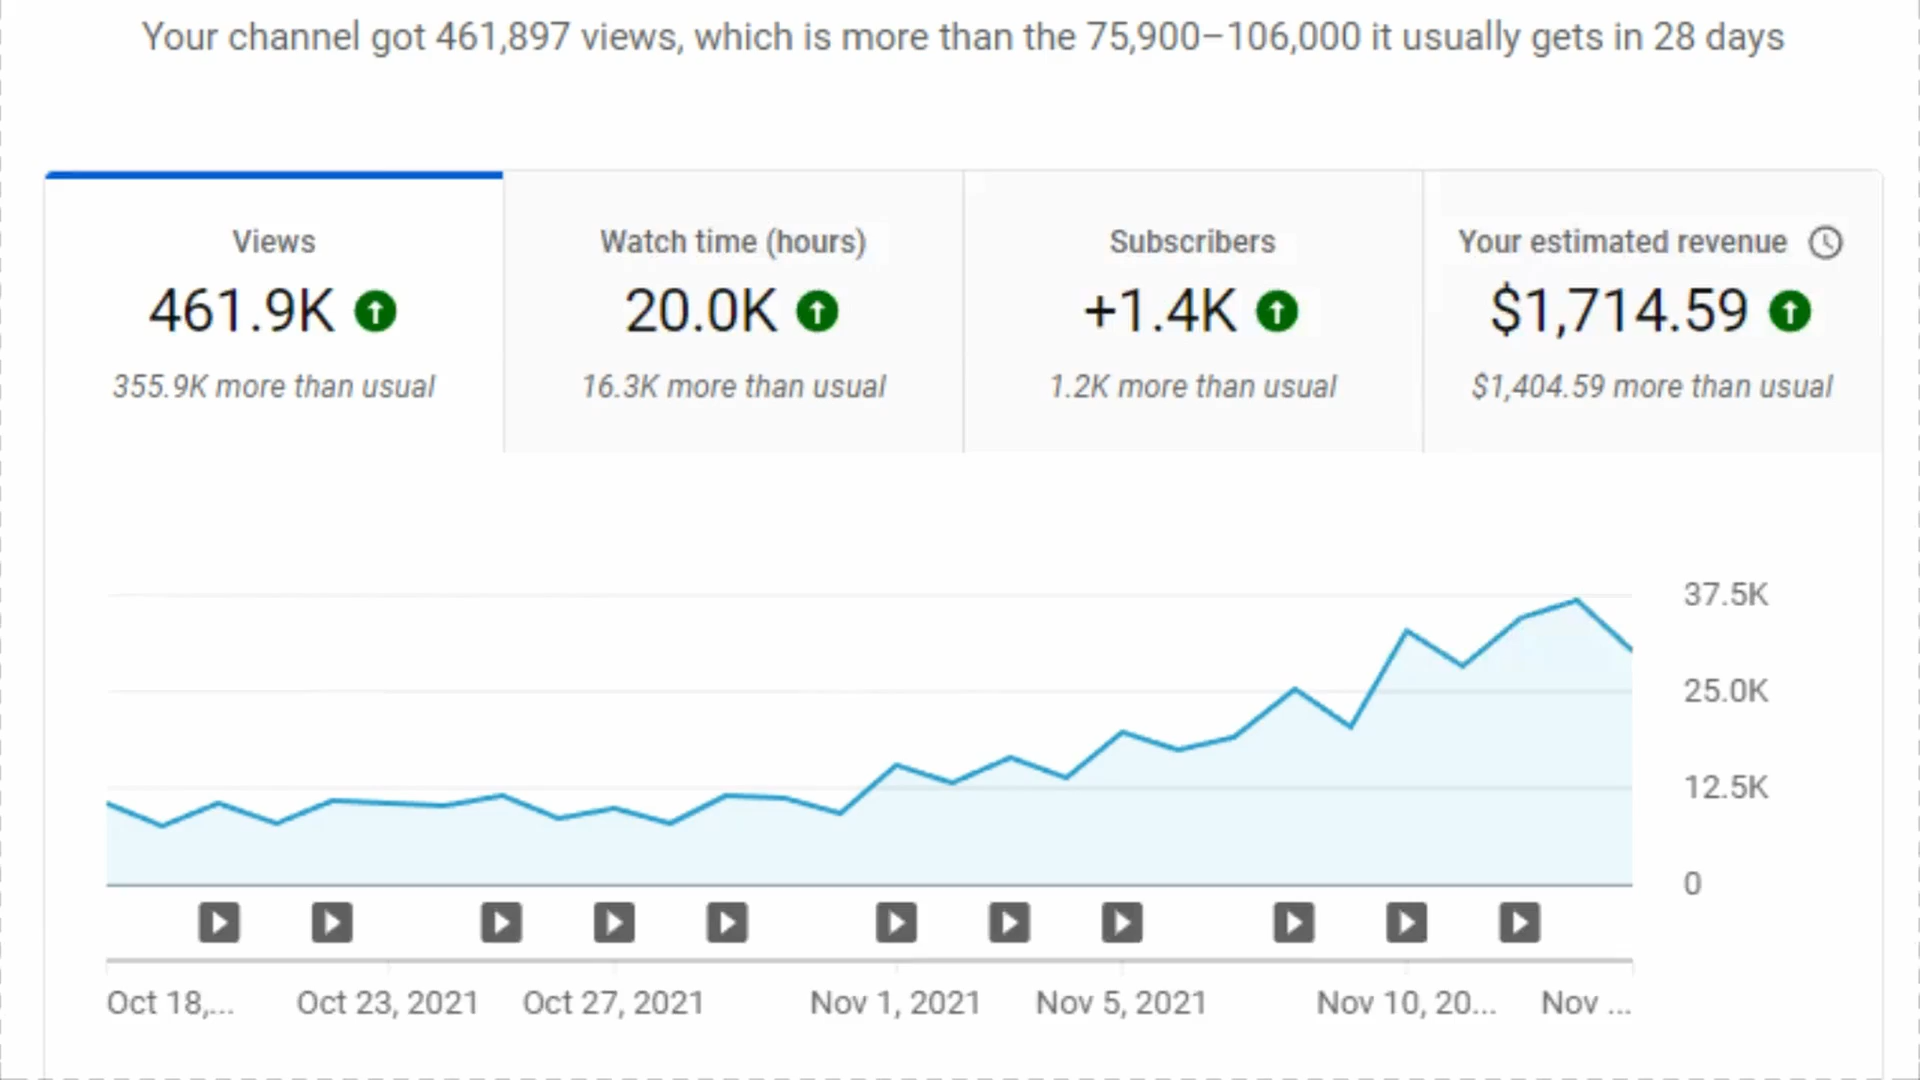 Your channel got 461,897 views, which is more than the 75,900–106,000 it usually gets in 28 days
Views
461.9K
355.9K more than usual
Watch time (hours)
20.0K
16.3K more than usual
Subscribers
+1.4K
1.2K more than usual
Your estimated revenue
$1,714.59
$1,404.59 more than usual
37.5K
25.0K
12.5K
0
Oct 18,...
Oct 23, 2021
Oct 27, 2021
Nov 1, 2021
Nov 5, 2021
Nov 10, 20...
Nov ...